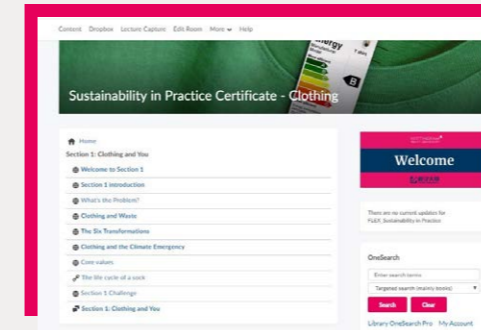 Content Dropbox Lecture Capture Edit Room More Help
Sustainability in Practice Certificate - Clothing
Home
Section 1: Clothing and You
Welcome to Section 1
Section 1 introduction
What's the Problem?
Clothing and Waste
The Six Transformations
Clothing and the Climate Emergency
Core values
The life cycle of a sock
Section 1 Challenge
Section 1: Clothing and You
Welcome
There are no current updates for
FLEX, Sustainability in Practice
OneSearch
Enter search terms
Targeted search (mainly books)
Search Clear
Library OneSearch Pro My Account